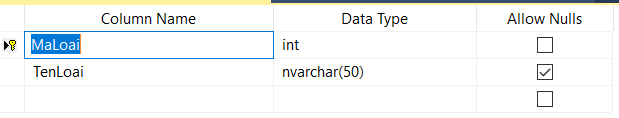 Column Name Data Type Allow Nulls
MaLoai int
TenLoai nvarchar(50)